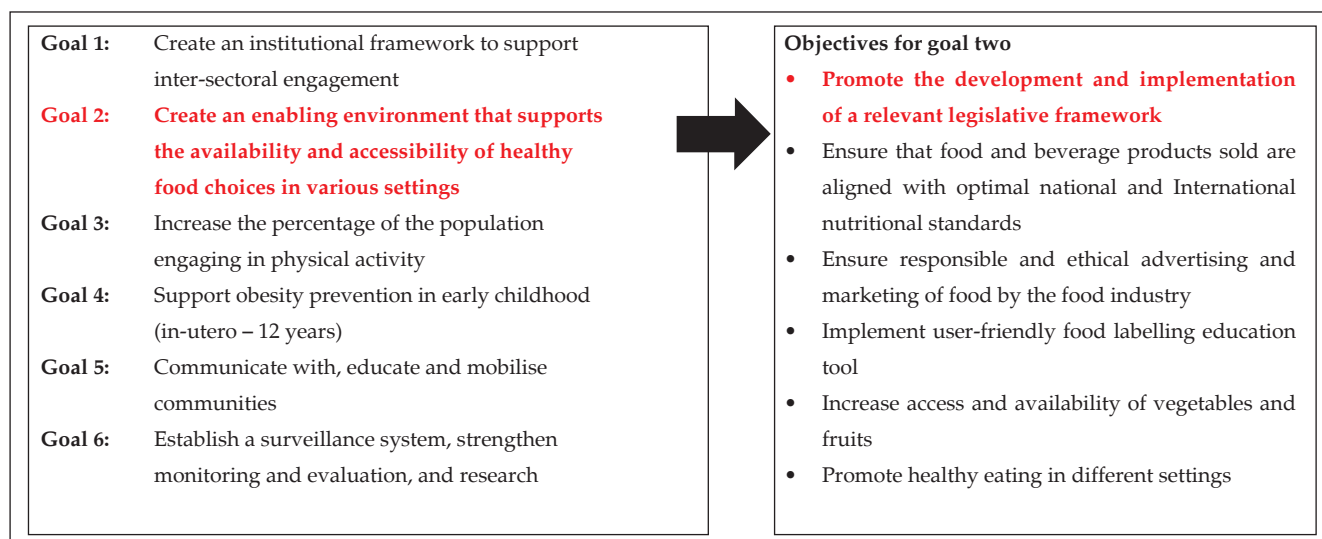 Goal 1: Create an institutional framework to support
inter-sectoral engagement
Goal 2: Create an enabling environment that supports
the availability and accessibility of healthy
food choices in various settings
Goal 3: Increase the percentage of the population
engaging in physical activity
Goal 4: Support obesity prevention in early childhood
(in-utero – 12 years)
Goal 5: Communicate with, educate and mobilise
communities
Goal 6: Establish a surveillance system, strengthen
monitoring and evaluation, and research
Objectives for goal two
• Promote the development and implementation
of a relevant legislative framework
• Ensure that food and beverage products sold are
aligned with optimal national and International
nutritional standards
• Ensure responsible and ethical advertising and
marketing of food by the food industry
• Implement user-friendly food labelling education
tool
• Increase access and availability of vegetables and
fruits
• Promote healthy eating in different settings